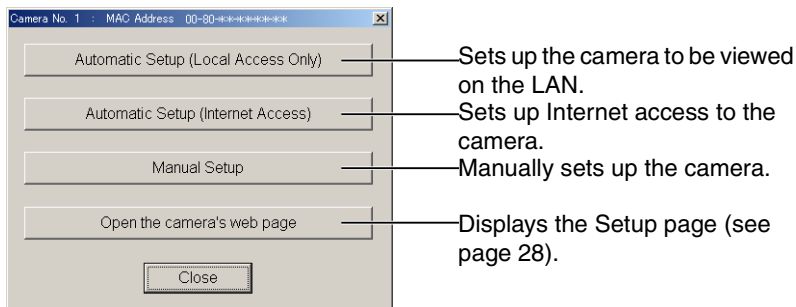 Camera No. 1 : MAC Address 00-80-**-**-**-**
Automatic Setup (Local Access Only)
Sets up the camera to be viewed
on the LAN.
Automatic Setup (Internet Access)
Sets up Internet access to the
camera.
Manual Setup
Manually sets up the camera.
Open the camera's web page
Displays the Setup page (see
page 28).
Close